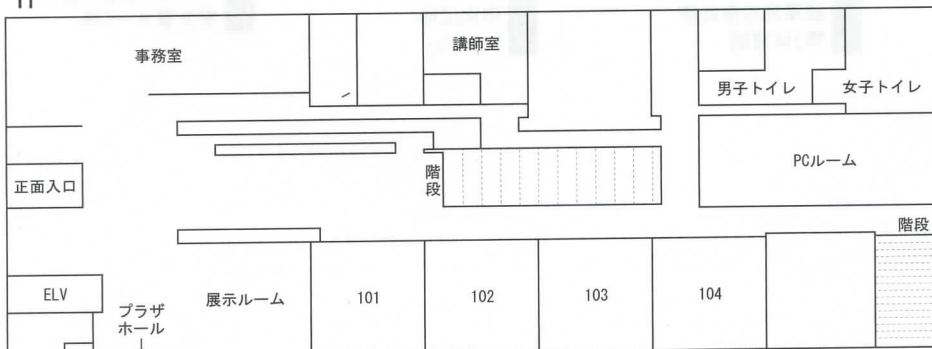 事務室
講師室
男子トイレ
女子トイレ
正面入口
階段
PCルーム
階段
ELV
プラザ
ホール
展示ルーム
101
102
103
104